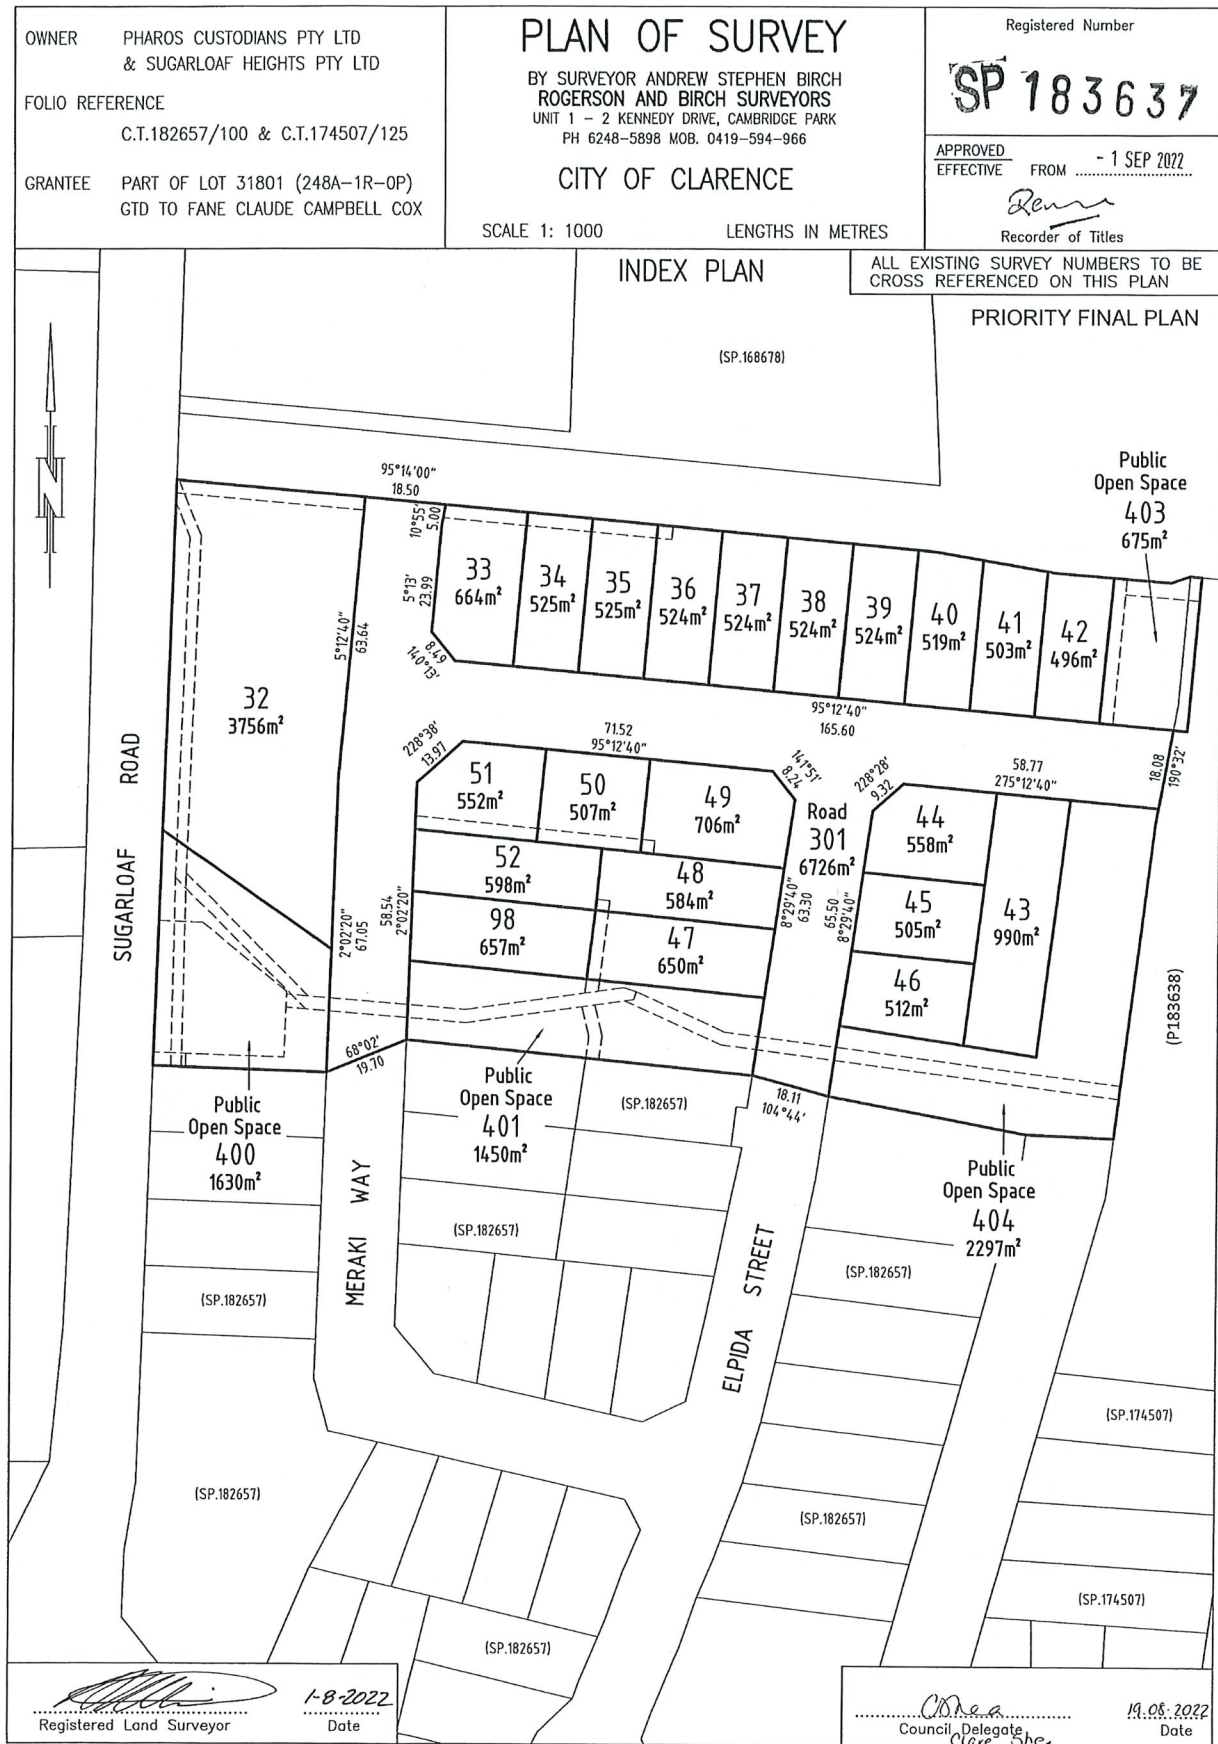 OWNER PHAROS CUSTODIANS PTY LTD
& SUGARLOAF HEIGHTS PTY LTD
FOLIO REFERENCE
C.T.182657/100 & C.T.174507/125
GRANTEE PART OF LOT 31801 (248A-1R-0P)
GTD TO FANE CLAUDE CAMPBELL COX
PLAN OF SURVEY
BY SURVEYOR ANDREW STEPHEN BIRCH
ROGERSON AND BIRCH SURVEYORS
UNIT 1 – 2 KENNEDY DRIVE, CAMBRIDGE PARK
PH 6248–5898 MOB. 0419–594–966
CITY OF CLARENCE
SCALE 1: 1000 LENGTHS IN METRES
Registered Number
SP 183637
APPROVED
EFFECTIVE FROM - 1 SEP 2022
Recorder of Titles
INDEX PLAN
ALL EXISTING SURVEY NUMBERS TO BE
CROSS REFERENCED ON THIS PLAN
PRIORITY FINAL PLAN
(SP.168678)
N
95°14'00"
18.50
10°55'
5.00
5°13'
23.99
8.49
140°13'
5°12'40"
63.64
Public
Open Space
403
675m²
33
664m²
34
525m²
35
525m²
36
524m²
37
524m²
38
524m²
39
524m²
40
519m²
41
503m²
42
496m²
32
3756m²
95°12'40"
165.60
71.52
95°12'40"
228°38'
13.97
141°51'
8.24
228°28'
9.32
58.77
275°12'40"
18.08
190°32'
SUGARLOAF ROAD
51
552m²
50
507m²
49
706m²
Road
301
6726m²
44
558m²
52
598m²
48
584m²
45
505m²
43
990m²
98
657m²
47
650m²
46
512m²
2°02'20"
67.05
58.54
2°02'20"
8°29'40"
63.30
65.50
8°29'40"
(P183638)
68°02'
19.70
18.11
104°44'
Public
Open Space
400
1630m²
Public
Open Space
401
1450m²
(SP.182657)
Public
Open Space
404
2297m²
MERAKI WAY
(SP.182657)
ELPIDA STREET
(SP.182657)
(SP.182657)
(SP.174507)
(SP.182657)
(SP.182657)
(SP.174507)
(SP.182657)
1-8-2022
Registered Land Surveyor Date
19.08.2022
Council Delegate Date